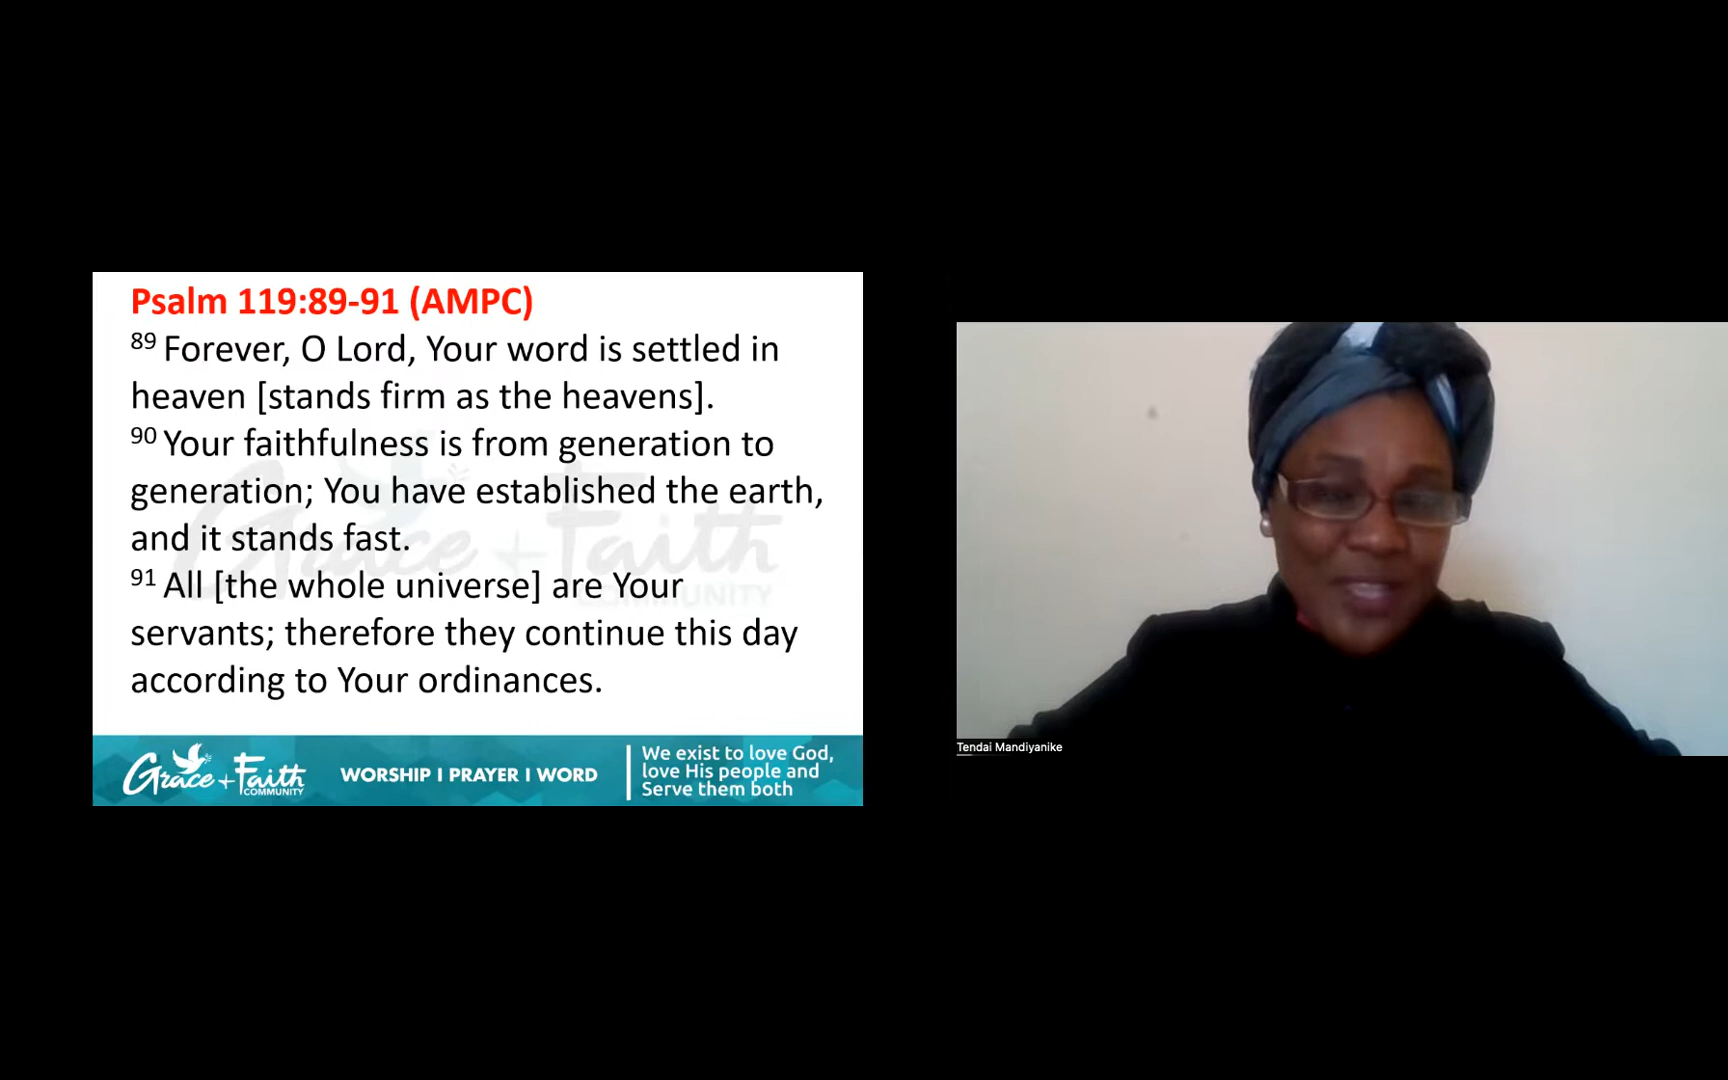 Psalm 119:89-91 (AMPC)
89 Forever, O Lord, Your word is settled in
heaven [stands firm as the heavens].
90 Your faithfulness is from generation to
generation; You have established the earth,
and it stands fast.
91 All [the whole universe] are Your
servants; therefore they continue this day
according to Your ordinances.
Grace + Faith
COMMUNITY
Grace + Faith
COMMUNITY
WORSHIP I PRAYER I WORD
We exist to love God,
love His people and
Serve them both
Tendai Mandiyanike